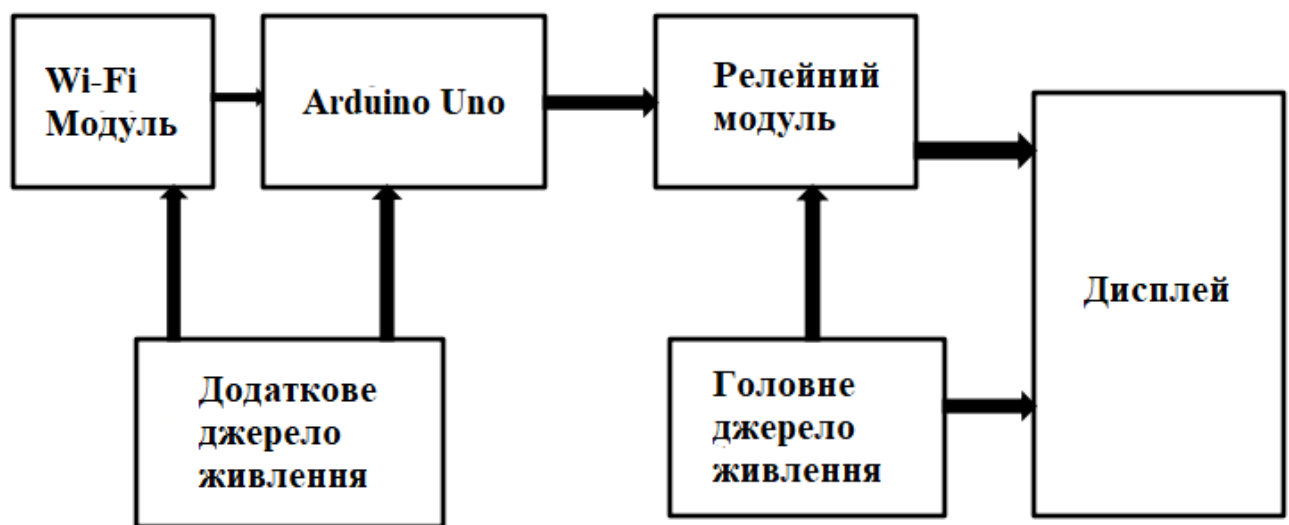 Wi-Fi
Модуль
Arduino Uno
Релейний
модуль
Дисплей
Додаткове
джерело
живлення
Головне
джерело
живлення